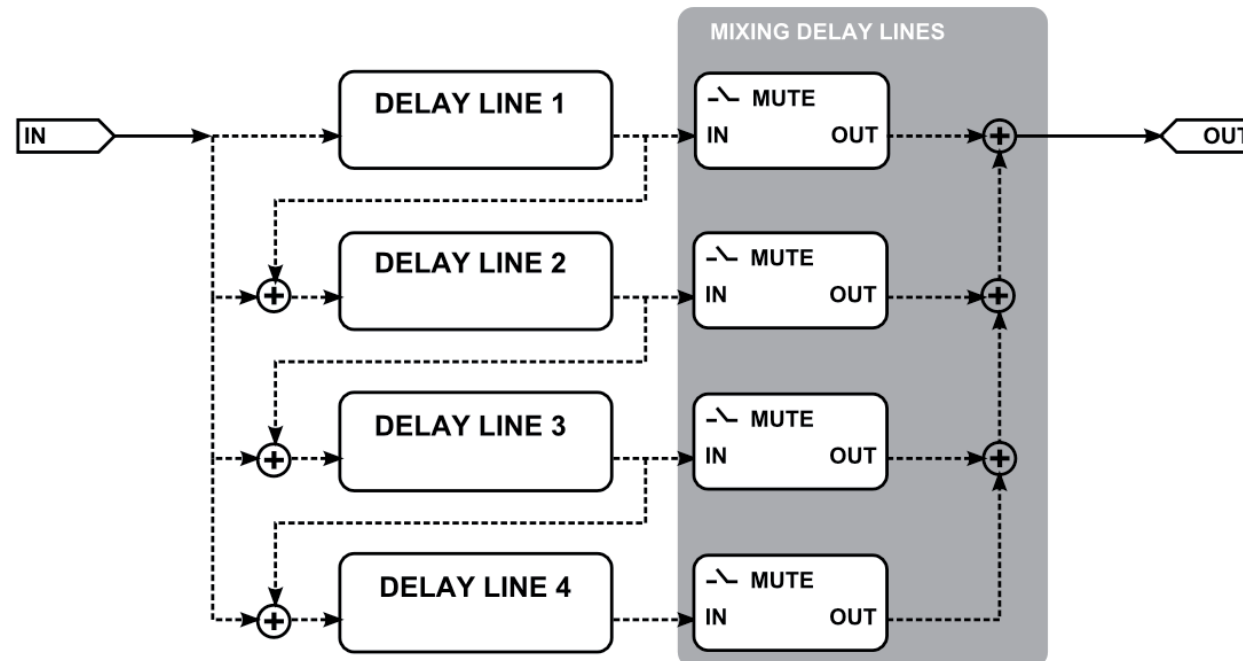 MIXING DELAY LINES
DELAY LINE 1
MUTE
IN
IN
OUT
OUT
DELAY LINE 2
MUTE
IN
OUT
DELAY LINE 3
MUTE
IN
OUT
DELAY LINE 4
MUTE
IN
OUT